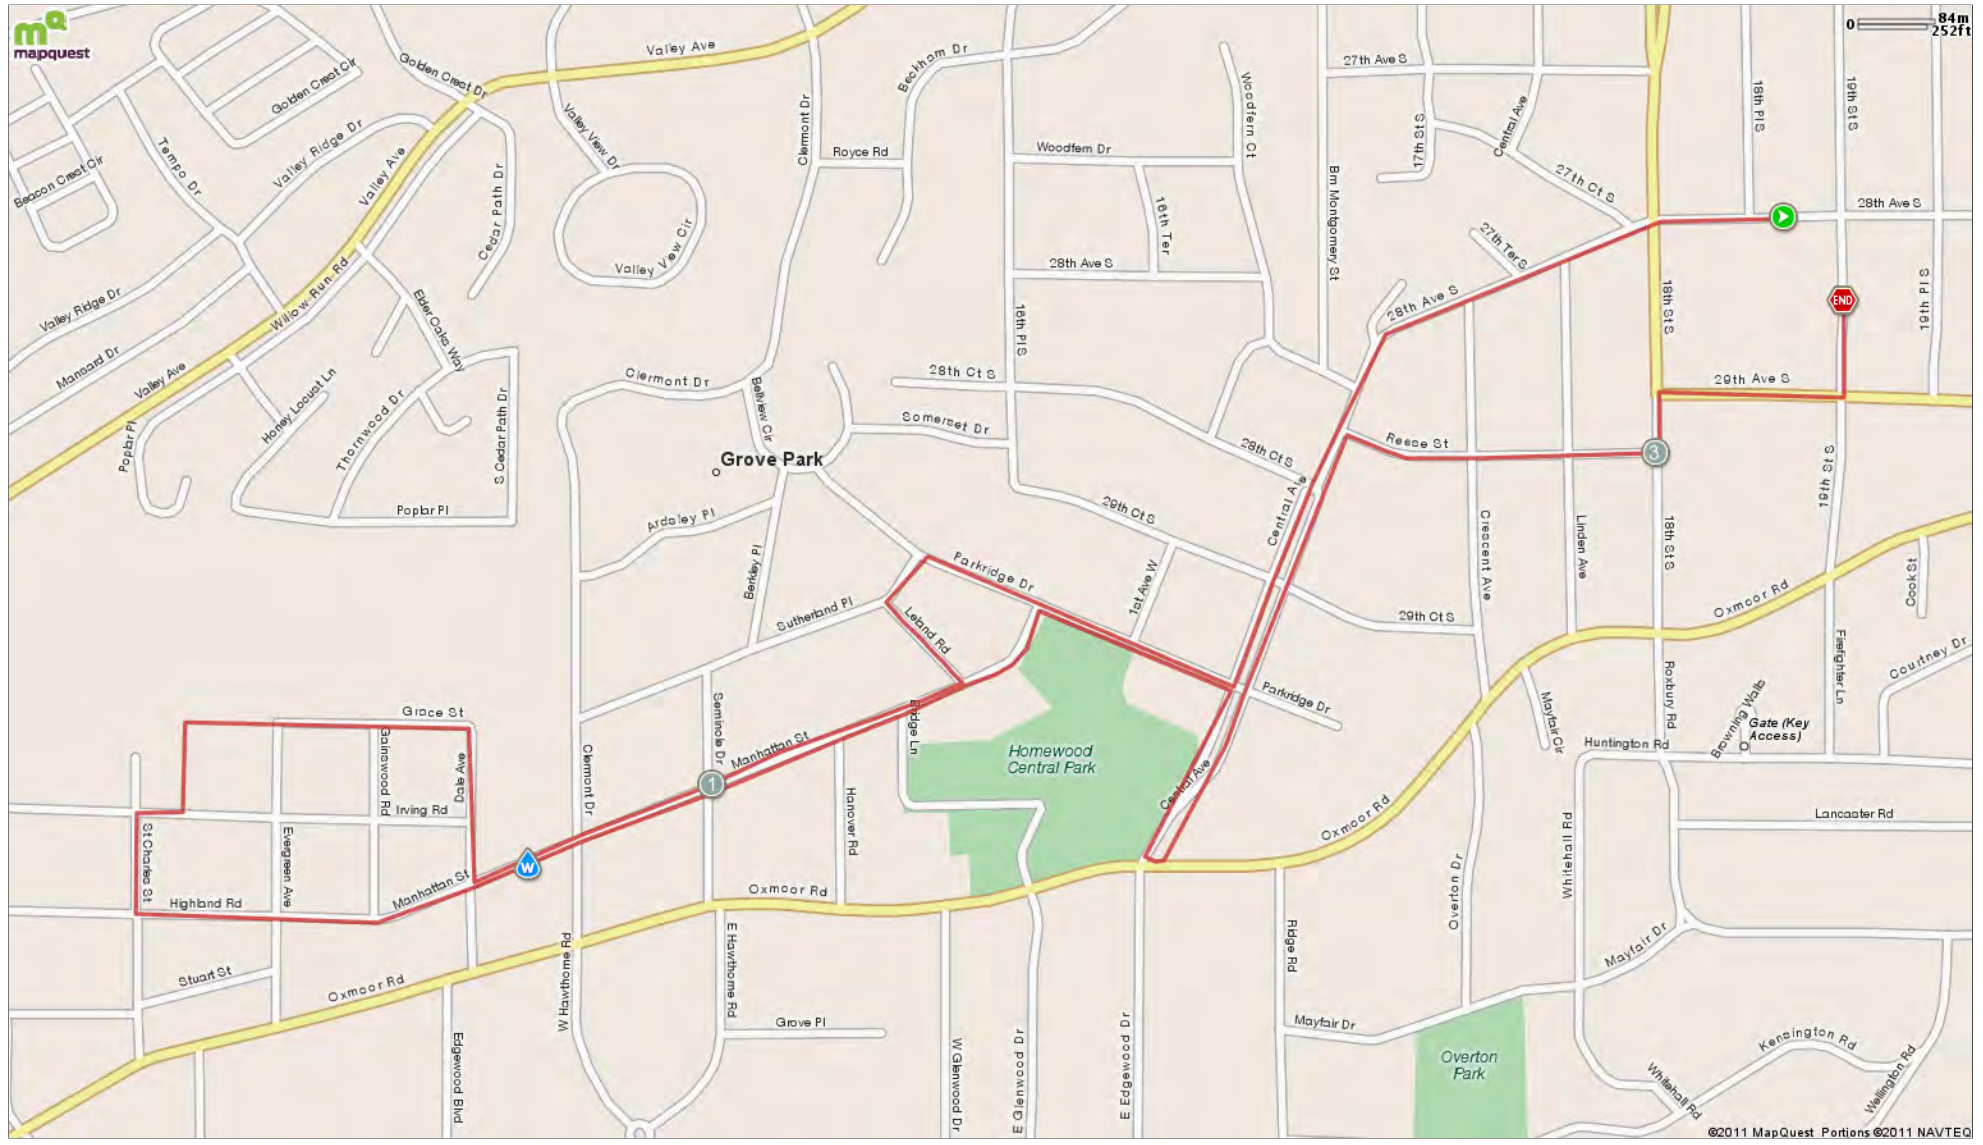 mapquest
0 84m
252ft
Valley Ave
Golden Crest Dr
Golden Crest Cir
Beckham Dr
27th Ave S
Clermont Dr
Woodfern Ct
18th Pl S
19th St S
Central Ave
17th St S
Valley View Dr
Valley Ridge Dr
Tempo Dr
Valley Ave
Royce Rd
Woodfern Dr
Beacon Crest Cir
Cedar Path Dr
Bm Montgomery St
27th Ct S
28th Ave S
16th Ter
Valley View Cir
27th Ter S
28th Ave S
Willow Run Rd
Valley Ridge Dr
Elder Oaks Way
16th Pl S
28th Ave S
18th St S
END
19th Pl S
Mansard Dr
Valley Ave
Clermont Dr
28th Ct S
29th Ave S
Honey Locust Ln
Thornwood Dr
S Cedar Path Dr
Bellview Cir
Somerset Dr
Poplar Pl
Grove Park
28th Ct S
Reese St
3
Central Ave
18th St S
Poplar Pl
Ardsley Pl
29th Ct S
Crescent Ave
Linden Ave
18th St S
Berkley Pl
Parkridge Dr
1st Ave W
Cook St
Oxmoor Rd
Sutherland Pl
Leland Rd
29th Ct S
Firefighter Ln
Courtney Dr
Parkridge Dr
Roxbury Rd
Mayfair Cir
Browning Walls
Gate (Key
Access)
Huntington Rd
Grace St
Gainswood Rd
Dale Ave
Seminole Dr
Bridge Ln
Manhattan St
Homewood
Central Park
Clermont Dr
1
Central Ave
Irving Rd
Hanover Rd
Oxmoor Rd
Whitehall Rd
Lancaster Rd
St Charles St
Evergreen Ave
W
Manhattan St
Highland Rd
Oxmoor Rd
Overton Dr
Stuart St
Oxmoor Rd
W Hawthorne Rd
E Hawthorne Rd
Ridge Rd
Mayfair Dr
Grove Pl
Mayfair Dr
Edgewood Blvd
W Glenwood Dr
E Glenwood Dr
E Edgewood Dr
Overton
Park
Kensington Rd
Whitehall Rd
Wellington Rd
©2011 MapQuest Portions ©2011 NAVTEQ